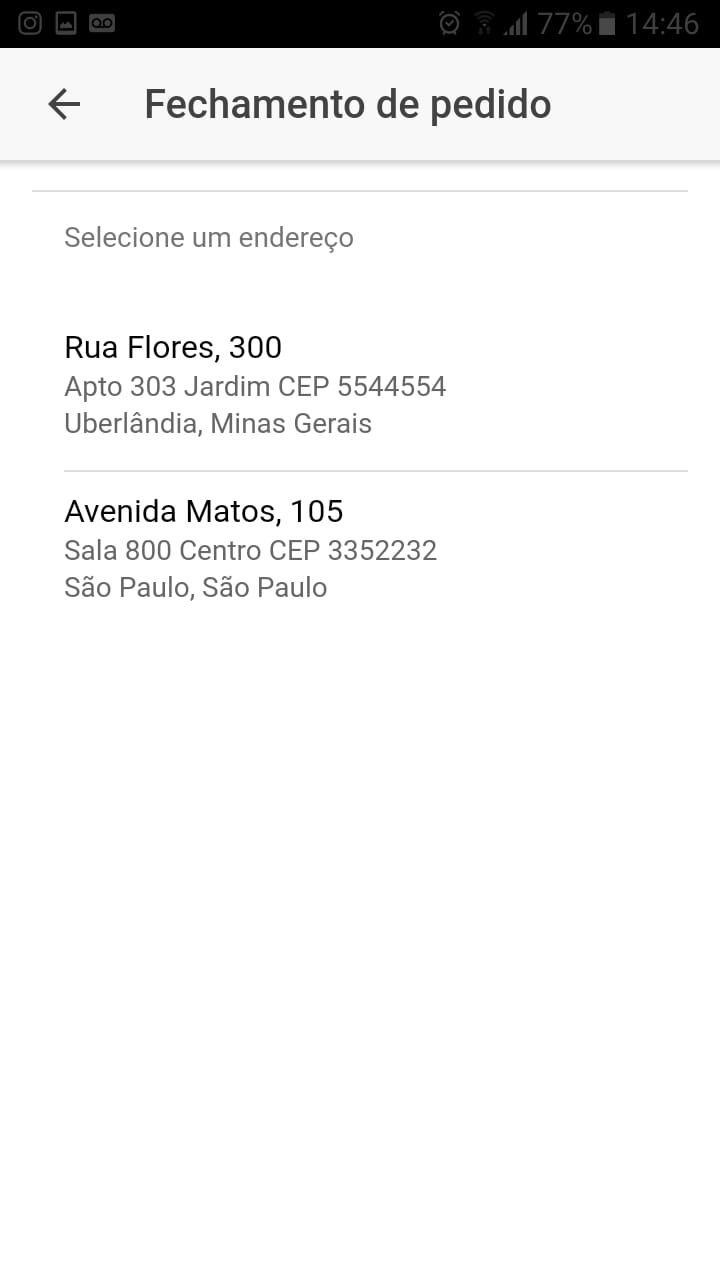 77% 14:46
Fechamento de pedido
Selecione um endereço
Rua Flores, 300
Apto 303 Jardim CEP 5544554
Uberlândia, Minas Gerais
Avenida Matos, 105
Sala 800 Centro CEP 3352232
São Paulo, São Paulo